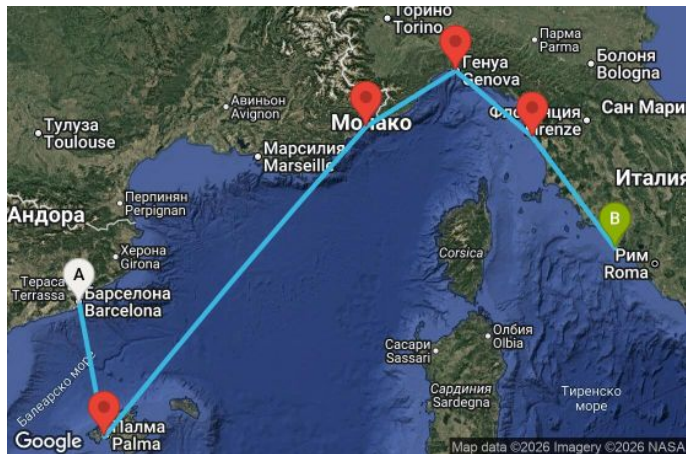 Торино
Torino
Парма
Parma
Генуа
Genova
Болоня
Bologna
Авиньон
Avignon
Тулуза
Toulouse
Монако
Сан Мари
Firenze
Марсилия
Marseille
Италия
Перпинян
Perpignan
Андора
Херона
Girona
Corsica
A
B
Рим
Roma
Тераса
Terrassa
Барселона
Barcelona
Сасари
Sassari
Олбия
Olbia
Балеарско море
Сардиния
Sardegna
Тиренско
море
Палма
Palma
Google
Map data ©2026 Imagery ©2026 NASA